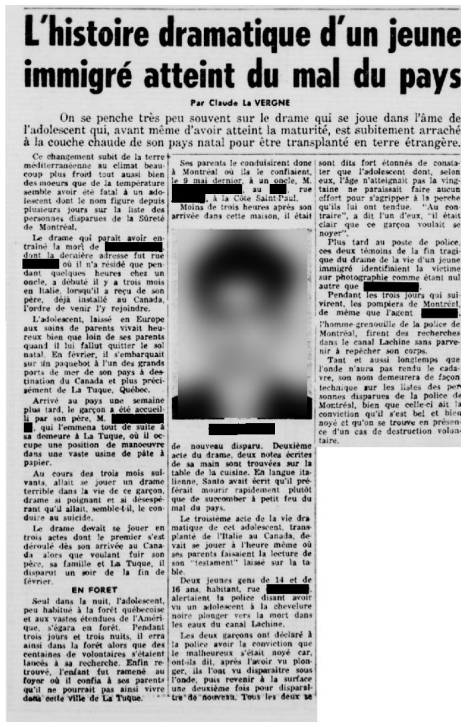 L'histoire dramatique d'un jeune
immigré atteint du mal du pays
Par Claude La VERGNE
On se penche très peu souvent sur le drame qui se joue dans l'âme de
l'adolescent qui, avant même d'avoir atteint la maturité, est subitement arraché
à la couche chaude de son pays natal pour être transplanté en terre étrangère.
Ce changement subit de la terre
méditerranéenne au climat beau-
coup plus froid tout aussi bien
des moeurs que de la température
semble avoir été fatal à un ado-
lescent dont le nom figure depuis
plusieurs jours sur la liste des
personnes disparues de la Sûreté
de Montréal.
Le drame qui paraît avoir en-
traîné la mort de
dont la dernière adresse fut rue
où il n'a résidé que pen-
dant quelques heures chez un
oncle, a débuté il y a trois mois
en Italie, lorsqu'il a reçu de son
père, déjà installé au Canada,
l'ordre de venir l'y rejoindre.
L'adolescent, laissé en Europe
aux soins de parents vivait heu-
reux bien que loin de ses parents
quand il lui fallut quitter le sol
natal. En février, il s'embarquait
sur un paquebot à l'un des grands
ports de mer de son pays à des-
tination du Canada et plus préci-
sément de La Tuque, Québec.
Arrivé au pays une semaine
plus tard, le garçon a été accueil-
li par son père, M.
, qui l'emmena tout de suite à
sa demeure à La Tuque, où il oc-
cupe une position de manoeuvre
dans une vaste usine de pâte à
papier.
Au cours des trois mois sui-
vants, allait se jouer un drame
terrible dans la vie de ce garçon,
drame si poignant et si désespé-
rant qu'il allait, semble-t-il, le con-
duire au suicide.
Le drame devait se jouer en
trois actes dont le premier s'est
déroulé dès son arrivée au Cana-
da alors que voulant fuir son
père, sa famille et La Tuque, il
disparut un soir de la fin de
février.
EN FORET
Seul dans la nuit, l'adolescent,
peu habitué à la forêt québecoise
et aux vastes étendues de l'Améri-
que, s'égara en forêt. Pendant
trois jours et trois nuits, il erra
ainsi dans la forêt alors que des
centaines de volontaires s'étaient
lancés à sa recherche. Enfin re-
trouvé, l'enfant fut ramené au
foyer où il confia à ses parents
qu'il ne pourrait pas ainsi vivre
dans cette ville de La Tuque.
Ses parents le conduisirent donc
à Montréal où ils le confiaient,
le 9 mai dernier, à un oncle, M.
au rue
, à la Côte Saint-Paul.
Moins de trois heures après son
arrivée dans cette maison, il était
de nouveau disparu. Deuxième
acte du drame, deux notes écrites
de sa main sont trouvées sur la
table de la cuisine. En langue ita-
lienne, Santo avait écrit qu'il pré-
férait mourir rapidement plutôt
que de succomber à petit feu du
mal du pays.
Le troisième acte de la vie dra-
matique de cet adolescent, trans-
planté de l'Italie au Canada, de-
vait se jouer à l'heure même où
ses parents faisaient la lecture de
son "testament" laissé sur la ta-
ble.
Deux jeunes gens de 14 et de
16 ans, habitant, rue
alertaient la police disant avoir
vu un adolescent à la chevelure
noire plonger vers la mort dans
les eaux du canal Lachine.
Les deux garçons ont déclaré à
la police avoir la conviction que
le malheureux s'était noyé car,
ont-ils dit, après l'avoir vu plon-
ger, ils l'ont vu disparaître sous
l'onde, puis revenir à la surface
une deuxième fois pour disparaî-
tre de nouveau. Tous les deux se
sont dits fort étonnés de consta-
ter que l'adolescent dont, selon
eux, l'âge n'atteignait pas la ving-
taine ne paraissait faire aucun
effort pour s'agripper à la perche
qu'ils lui ont tendue. "Au con-
traire", a dit l'un d'eux, "il était
clair que ce garçon voulait se
noyer".
Plus tard au poste de police,
ces deux témoins de la fin tragi-
que du drame de la vie d'un jeune
immigré identifiaient la victime
sur photographie comme étant nul
autre que
Pendant les trois jours qui sui-
virent, les pompiers de Montréal,
de même que l'agent
l'homme-grenouille de la police de
Montréal, firent des recherches
dans le canal Lachine sans parve-
nir à repêcher son corps.
Tant et aussi longtemps que
l'onde n'aura pas rendu le cada-
vre, son nom demeurera de façon
technique sur les listes des per-
sonnes disparues de la police de
Montréal, bien que celle-ci ait la
conviction qu'il s'est bel et bien
noyé et qu'on se trouve en présen-
ce d'un cas de destruction volon-
taire.